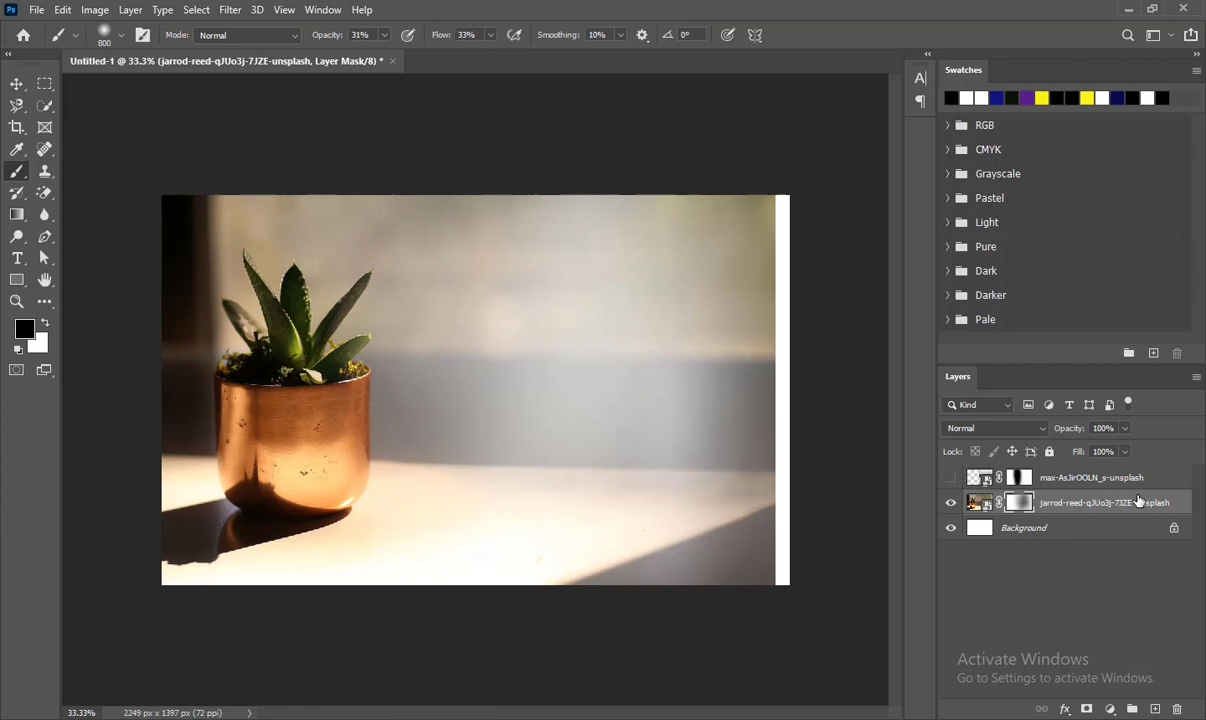 File Edit Image Layer Type Select Filter 3D View Window Help
800 Mode: Normal Opacity: 31% Flow: 33% Smoothing: 10% 0°
Untitled-1 @ 33.3% (jarrod-reed-qJUo3j-7JZE-unsplash, Layer Mask/8) *
Swatches
RGB
CMYK
Grayscale
Pastel
Light
Pure
Dark
Darker
Pale
Layers
Kind
Normal Opacity: 100%
Lock: Fill: 100%
max-AsJirOOLN_s-unsplash
jarrod-reed-qJUo3j-7JZE-unsplash
Background
Activate Windows
Go to Settings to activate Windows.
33.33% 2249 px x 1397 px (72 ppi)